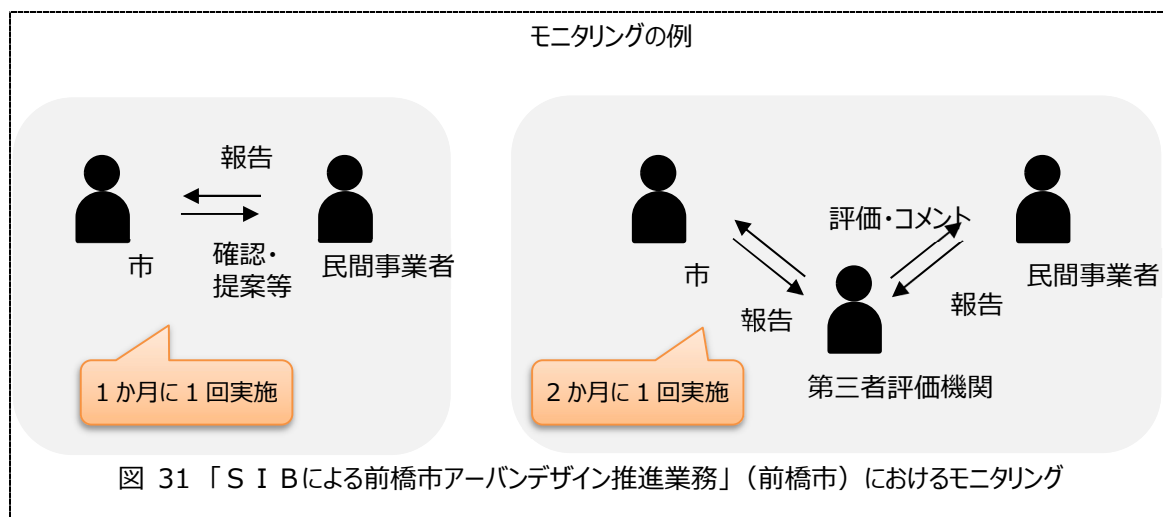 モニタリングの例
報告
確認・
提案等
市
民間事業者
1か月に1回実施
評価・コメント
市
民間事業者
報告
報告
第三者評価機関
2か月に1回実施
図 31 「SIBによる前橋市アーバンデザイン推進業務」（前橋市）におけるモニタリング